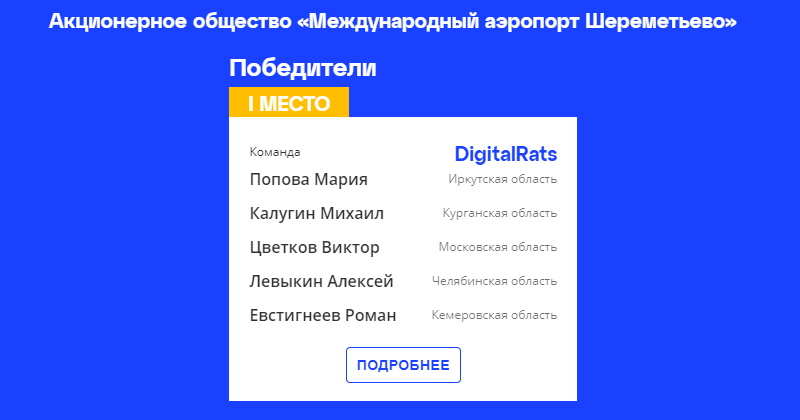 Акционерное общество «Международный аэропорт Шереметьево»
Победители
I МЕСТО
Команда DigitalRats
Попова Мария Иркутская область
Калугин Михаил Курганская область
Цветков Виктор Московская область
Левыкин Алексей Челябинская область
Евстигнеев Роман Кемеровская область
ПОДРОБНЕЕ